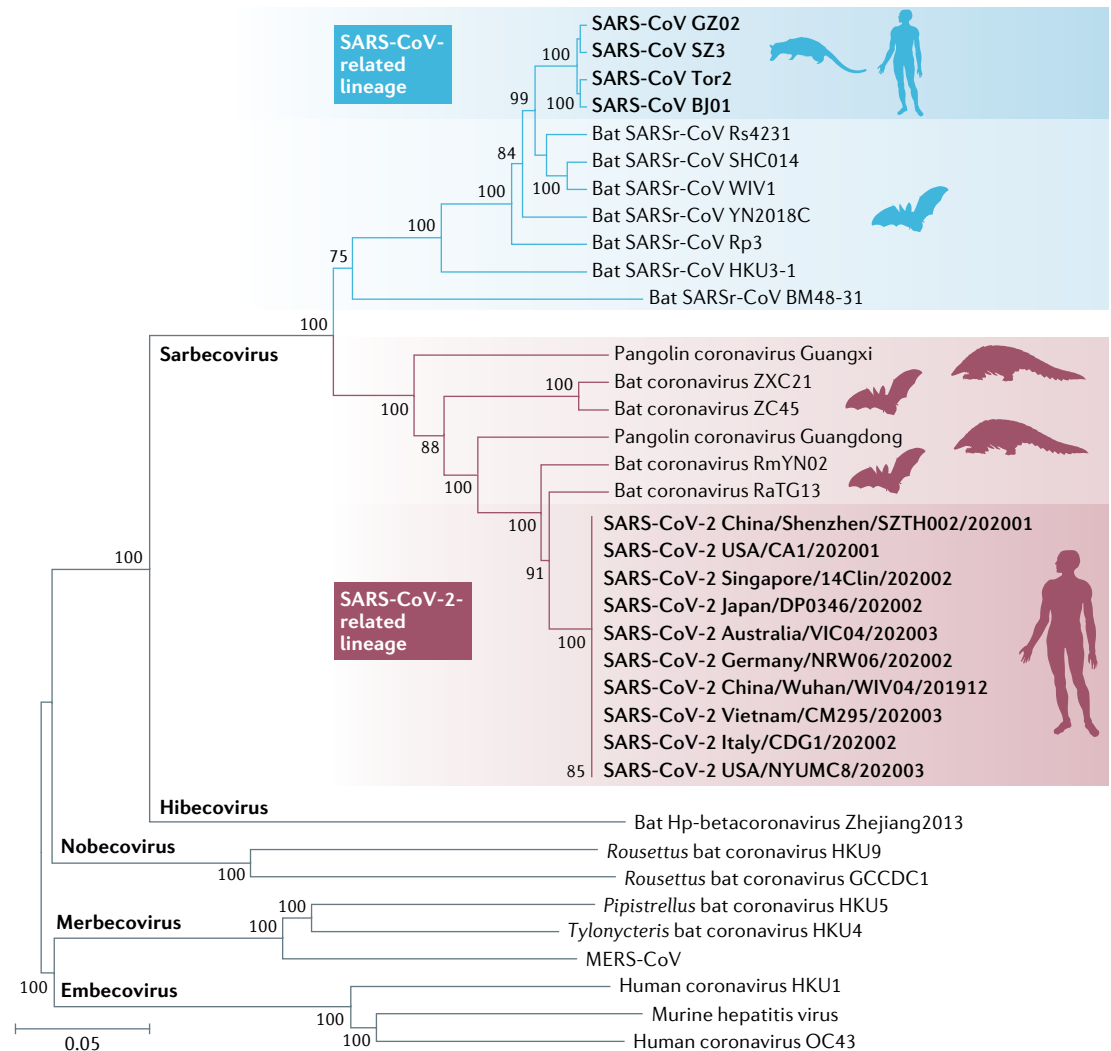 SARS-CoV-
related
lineage
100
SARS-CoV GZ02
SARS-CoV SZ3
SARS-CoV Tor2
100
SARS-CoV BJ01
99
Bat SARSr-CoV Rs4231
84
Bat SARSr-CoV SHC014
100
Bat SARSr-CoV WIV1
100
Bat SARSr-CoV YN2018C
100
Bat SARSr-CoV Rp3
75
Bat SARSr-CoV HKU3-1
Bat SARSr-CoV BM48-31
100
Sarbecovirus
Pangolin coronavirus Guangxi
100
Bat coronavirus ZXC21
100
Bat coronavirus ZC45
88
Pangolin coronavirus Guangdong
100
Bat coronavirus RmYN02
Bat coronavirus RaTG13
100
SARS-CoV-2 China/Shenzhen/SZTH002/202001
100
SARS-CoV-2 USA/CA1/202001
91
SARS-CoV-2 Singapore/14Clin/202002
SARS-CoV-2-
related
lineage
SARS-CoV-2 Japan/DP0346/202002
100
SARS-CoV-2 Australia/VIC04/202003
SARS-CoV-2 Germany/NRW06/202002
SARS-CoV-2 China/Wuhan/WIV04/201912
SARS-CoV-2 Vietnam/CM295/202003
SARS-CoV-2 Italy/CDG1/202002
85
SARS-CoV-2 USA/NYUMC8/202003
Hibecovirus
Bat Hp-betacoronavirus Zhejiang2013
Nobecovirus
Rousettus bat coronavirus HKU9
100
Rousettus bat coronavirus GCCDC1
Merbecovirus
100
Pipistrellus bat coronavirus HKU5
100
Tylonycteris bat coronavirus HKU4
MERS-CoV
100
Embecovirus
Human coronavirus HKU1
100
Murine hepatitis virus
100
Human coronavirus OC43
0.05